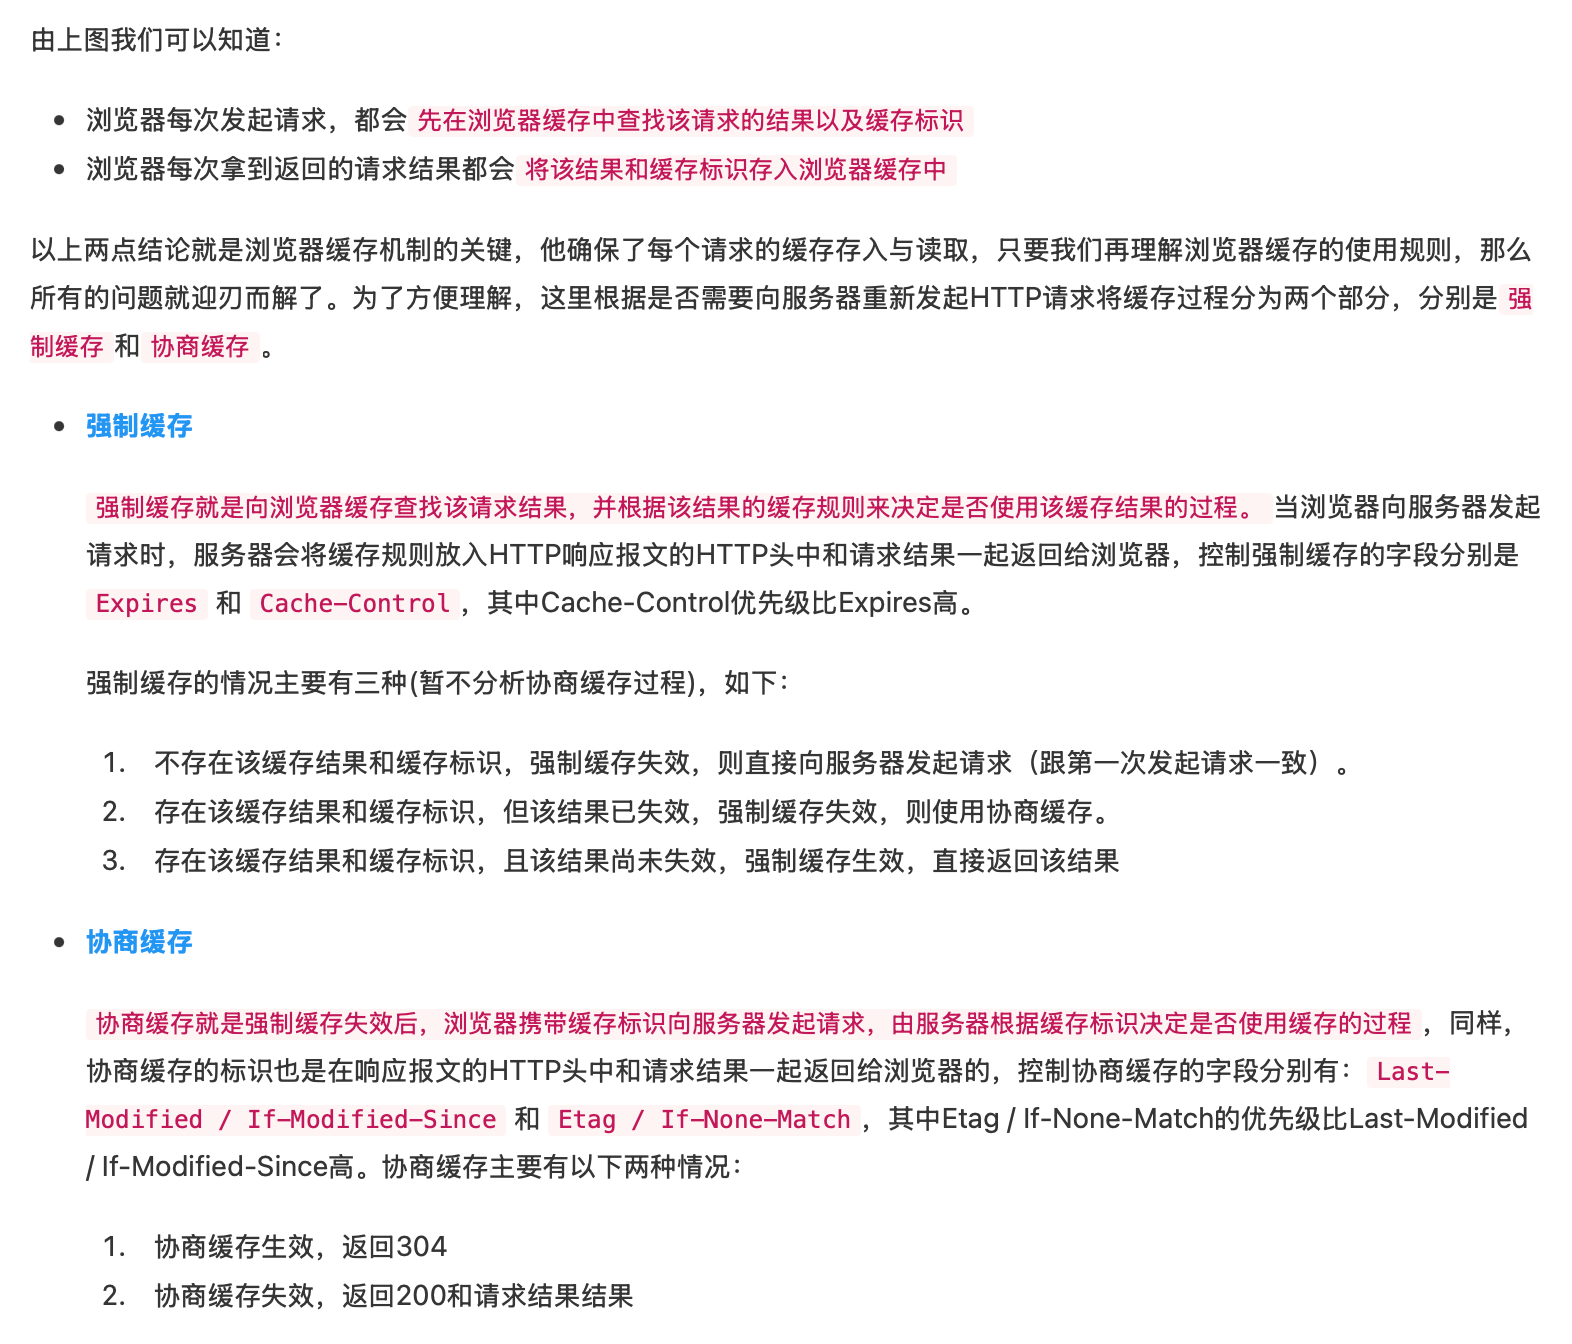 由上图我们可以知道：
浏览器每次发起请求，都会 先在浏览器缓存中查找该请求的结果以及缓存标识
浏览器每次拿到返回的请求结果都会 将该结果和缓存标识存入浏览器缓存中
以上两点结论就是浏览器缓存机制的关键，他确保了每个请求的缓存存入与读取，只要我们再理解浏览器缓存的使用规则，那么
所有的问题就迎刃而解了。为了方便理解，这里根据是否需要向服务器重新发起HTTP请求将缓存过程分为两个部分，分别是 强
制缓存 和 协商缓存 。
强制缓存
强制缓存就是向浏览器缓存查找该请求结果，并根据该结果的缓存规则来决定是否使用该缓存结果的过程。 当浏览器向服务器发起
请求时，服务器会将缓存规则放入HTTP响应报文的HTTP头中和请求结果一起返回给浏览器，控制强制缓存的字段分别是
Expires 和 Cache-Control ，其中Cache-Control优先级比Expires高。
强制缓存的情况主要有三种(暂不分析协商缓存过程)，如下：
1. 不存在该缓存结果和缓存标识，强制缓存失效，则直接向服务器发起请求（跟第一次发起请求一致）。
2. 存在该缓存结果和缓存标识，但该结果已失效，强制缓存失效，则使用协商缓存。
3. 存在该缓存结果和缓存标识，且该结果尚未失效，强制缓存生效，直接返回该结果
协商缓存
协商缓存就是强制缓存失效后，浏览器携带缓存标识向服务器发起请求，由服务器根据缓存标识决定是否使用缓存的过程 ，同样，
协商缓存的标识也是在响应报文的HTTP头中和请求结果一起返回给浏览器的，控制协商缓存的字段分别有： Last-
Modified / If-Modified-Since 和 Etag / If-None-Match ，其中Etag / If-None-Match的优先级比Last-Modified
/ If-Modified-Since高。协商缓存主要有以下两种情况：
1. 协商缓存生效，返回304
2. 协商缓存失效，返回200和请求结果结果